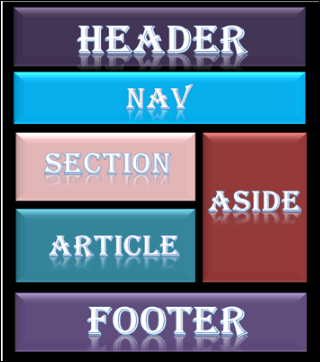 HEADER
NAV
SECTION
ASIDE
ARTICLE
FOOTER